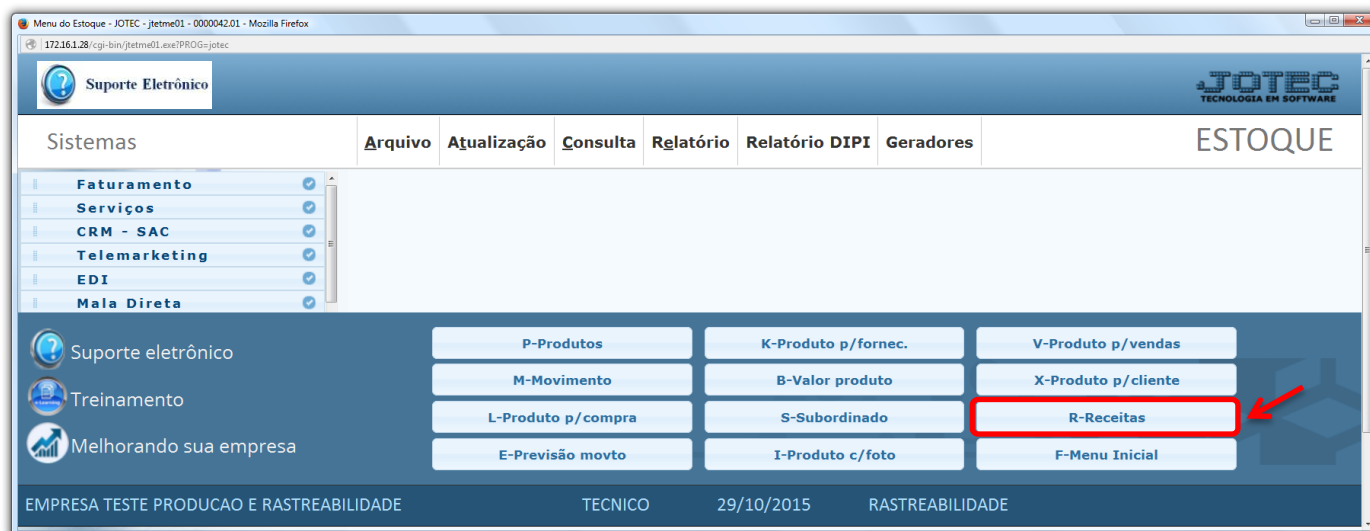 Menu do Estoque - JOTEC - jtetme01 - 0000042.01 - Mozilla Firefox
172.16.1.28/cgi-bin/jtetme01.exe?PROG=jotec
Suporte Eletrônico
JOTEC
TECNOLOGIA EM SOFTWARE
Sistemas
Arquivo Atualização Consulta Relatório Relatório DIPI Geradores
ESTOQUE
Faturamento
Serviços
CRM - SAC
Telemarketing
EDI
Mala Direta
Suporte eletrônico
Treinamento
Melhorando sua empresa
P-Produtos K-Produto p/fornec. V-Produto p/vendas
M-Movimento B-Valor produto X-Produto p/cliente
L-Produto p/compra S-Subordinado R-Receitas
E-Previsão movto I-Produto c/foto F-Menu Inicial
EMPRESA TESTE PRODUCAO E RASTREABILIDADE TECNICO 29/10/2015 RASTREABILIDADE